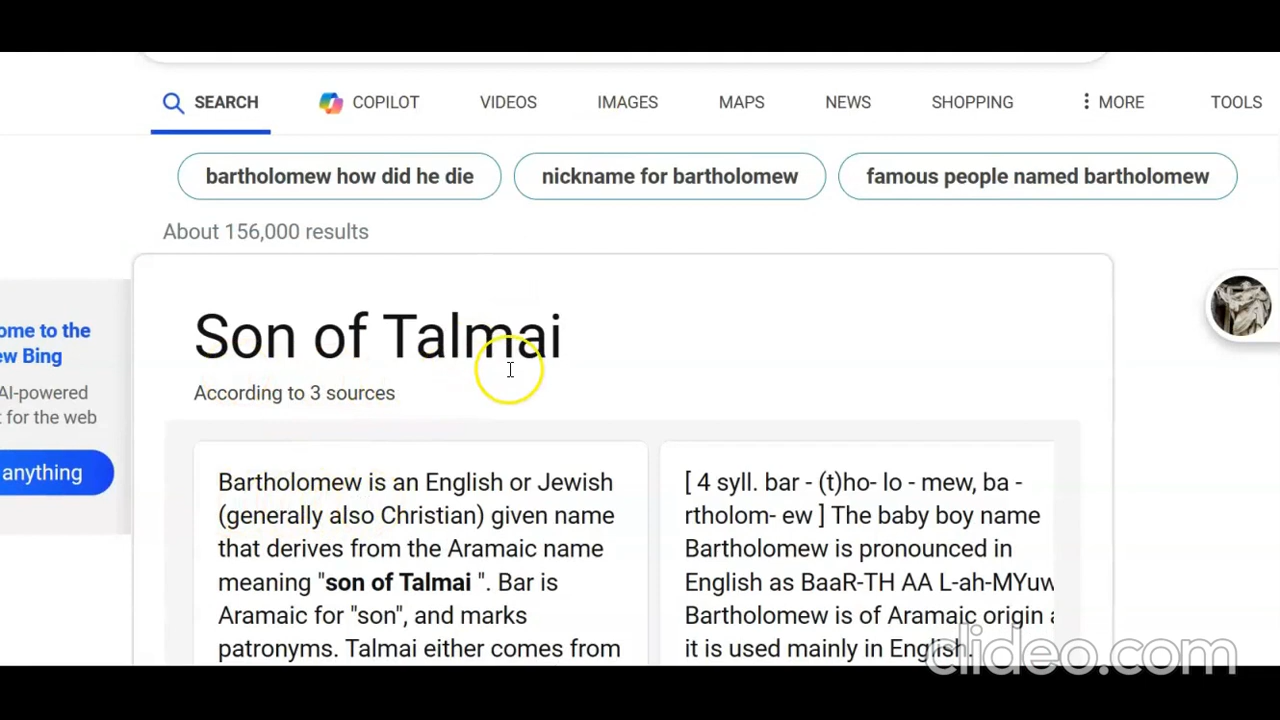 SEARCH COPILOT VIDEOS IMAGES MAPS NEWS SHOPPING MORE TOOLS
bartholomew how did he die nickname for bartholomew famous people named bartholomew
About 156,000 results
ome to the
ew Bing
AI-powered
t for the web
anything
Son of Talmai
According to 3 sources
Bartholomew is an English or Jewish
(generally also Christian) given name
that derives from the Aramaic name
meaning "son of Talmai ". Bar is
Aramaic for "son", and marks
patronyms. Talmai either comes from
[ 4 syll. bar - (t)ho- lo - mew, ba -
rtholom- ew ] The baby boy name
Bartholomew is pronounced in
English as BaaR-TH AA L-ah-MYuw
Bartholomew is of Aramaic origin a
it is used mainly in English.
clideo.com